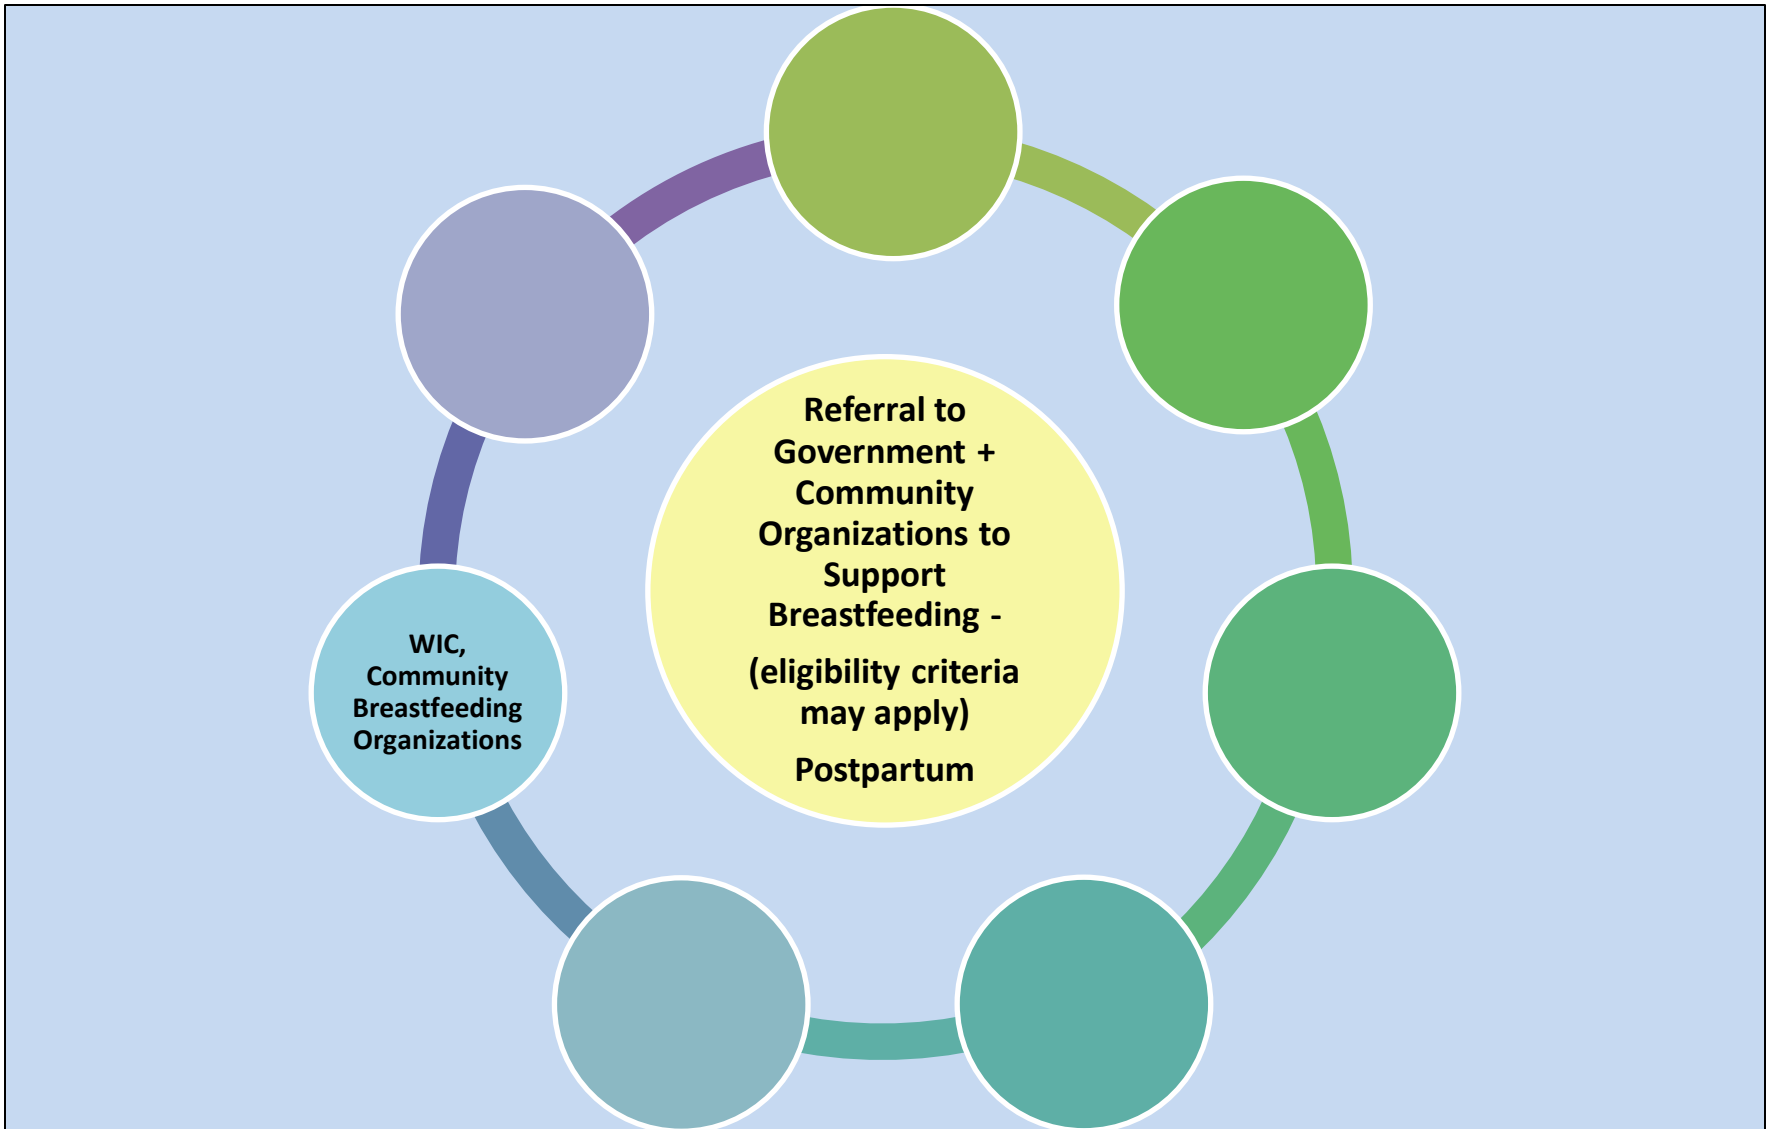 Referral to
Government +
Community
Organizations to
Support
Breastfeeding -
(eligibility criteria
may apply)
Postpartum
WIC,
Community
Breastfeeding
Organizations